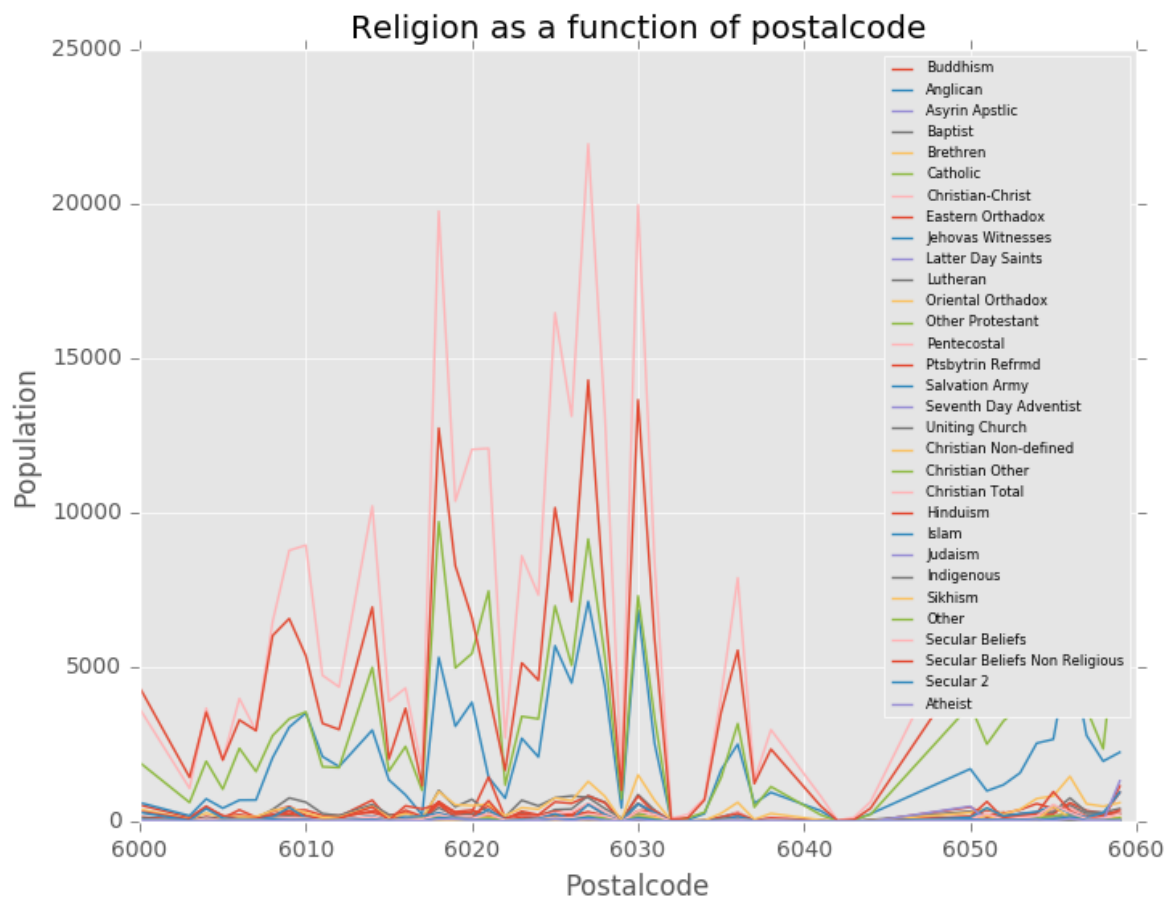 Religion as a function of postalcode
25000
20000
15000
10000
5000
0
Population
6000 6010 6020 6030 6040 6050 6060
Postalcode
Buddhism
Anglican
Asyrin Apstlic
Baptist
Brethren
Catholic
Christian-Christ
Eastern Orthadox
Jehovas Witnesses
Latter Day Saints
Lutheran
Oriental Orthadox
Other Protestant
Pentecostal
Ptsbytrin Refrmd
Salvation Army
Seventh Day Adventist
Uniting Church
Christian Non-defined
Christian Other
Christian Total
Hinduism
Islam
Judaism
Indigenous
Sikhism
Other
Secular Beliefs
Secular Beliefs Non Religious
Secular 2
Atheist